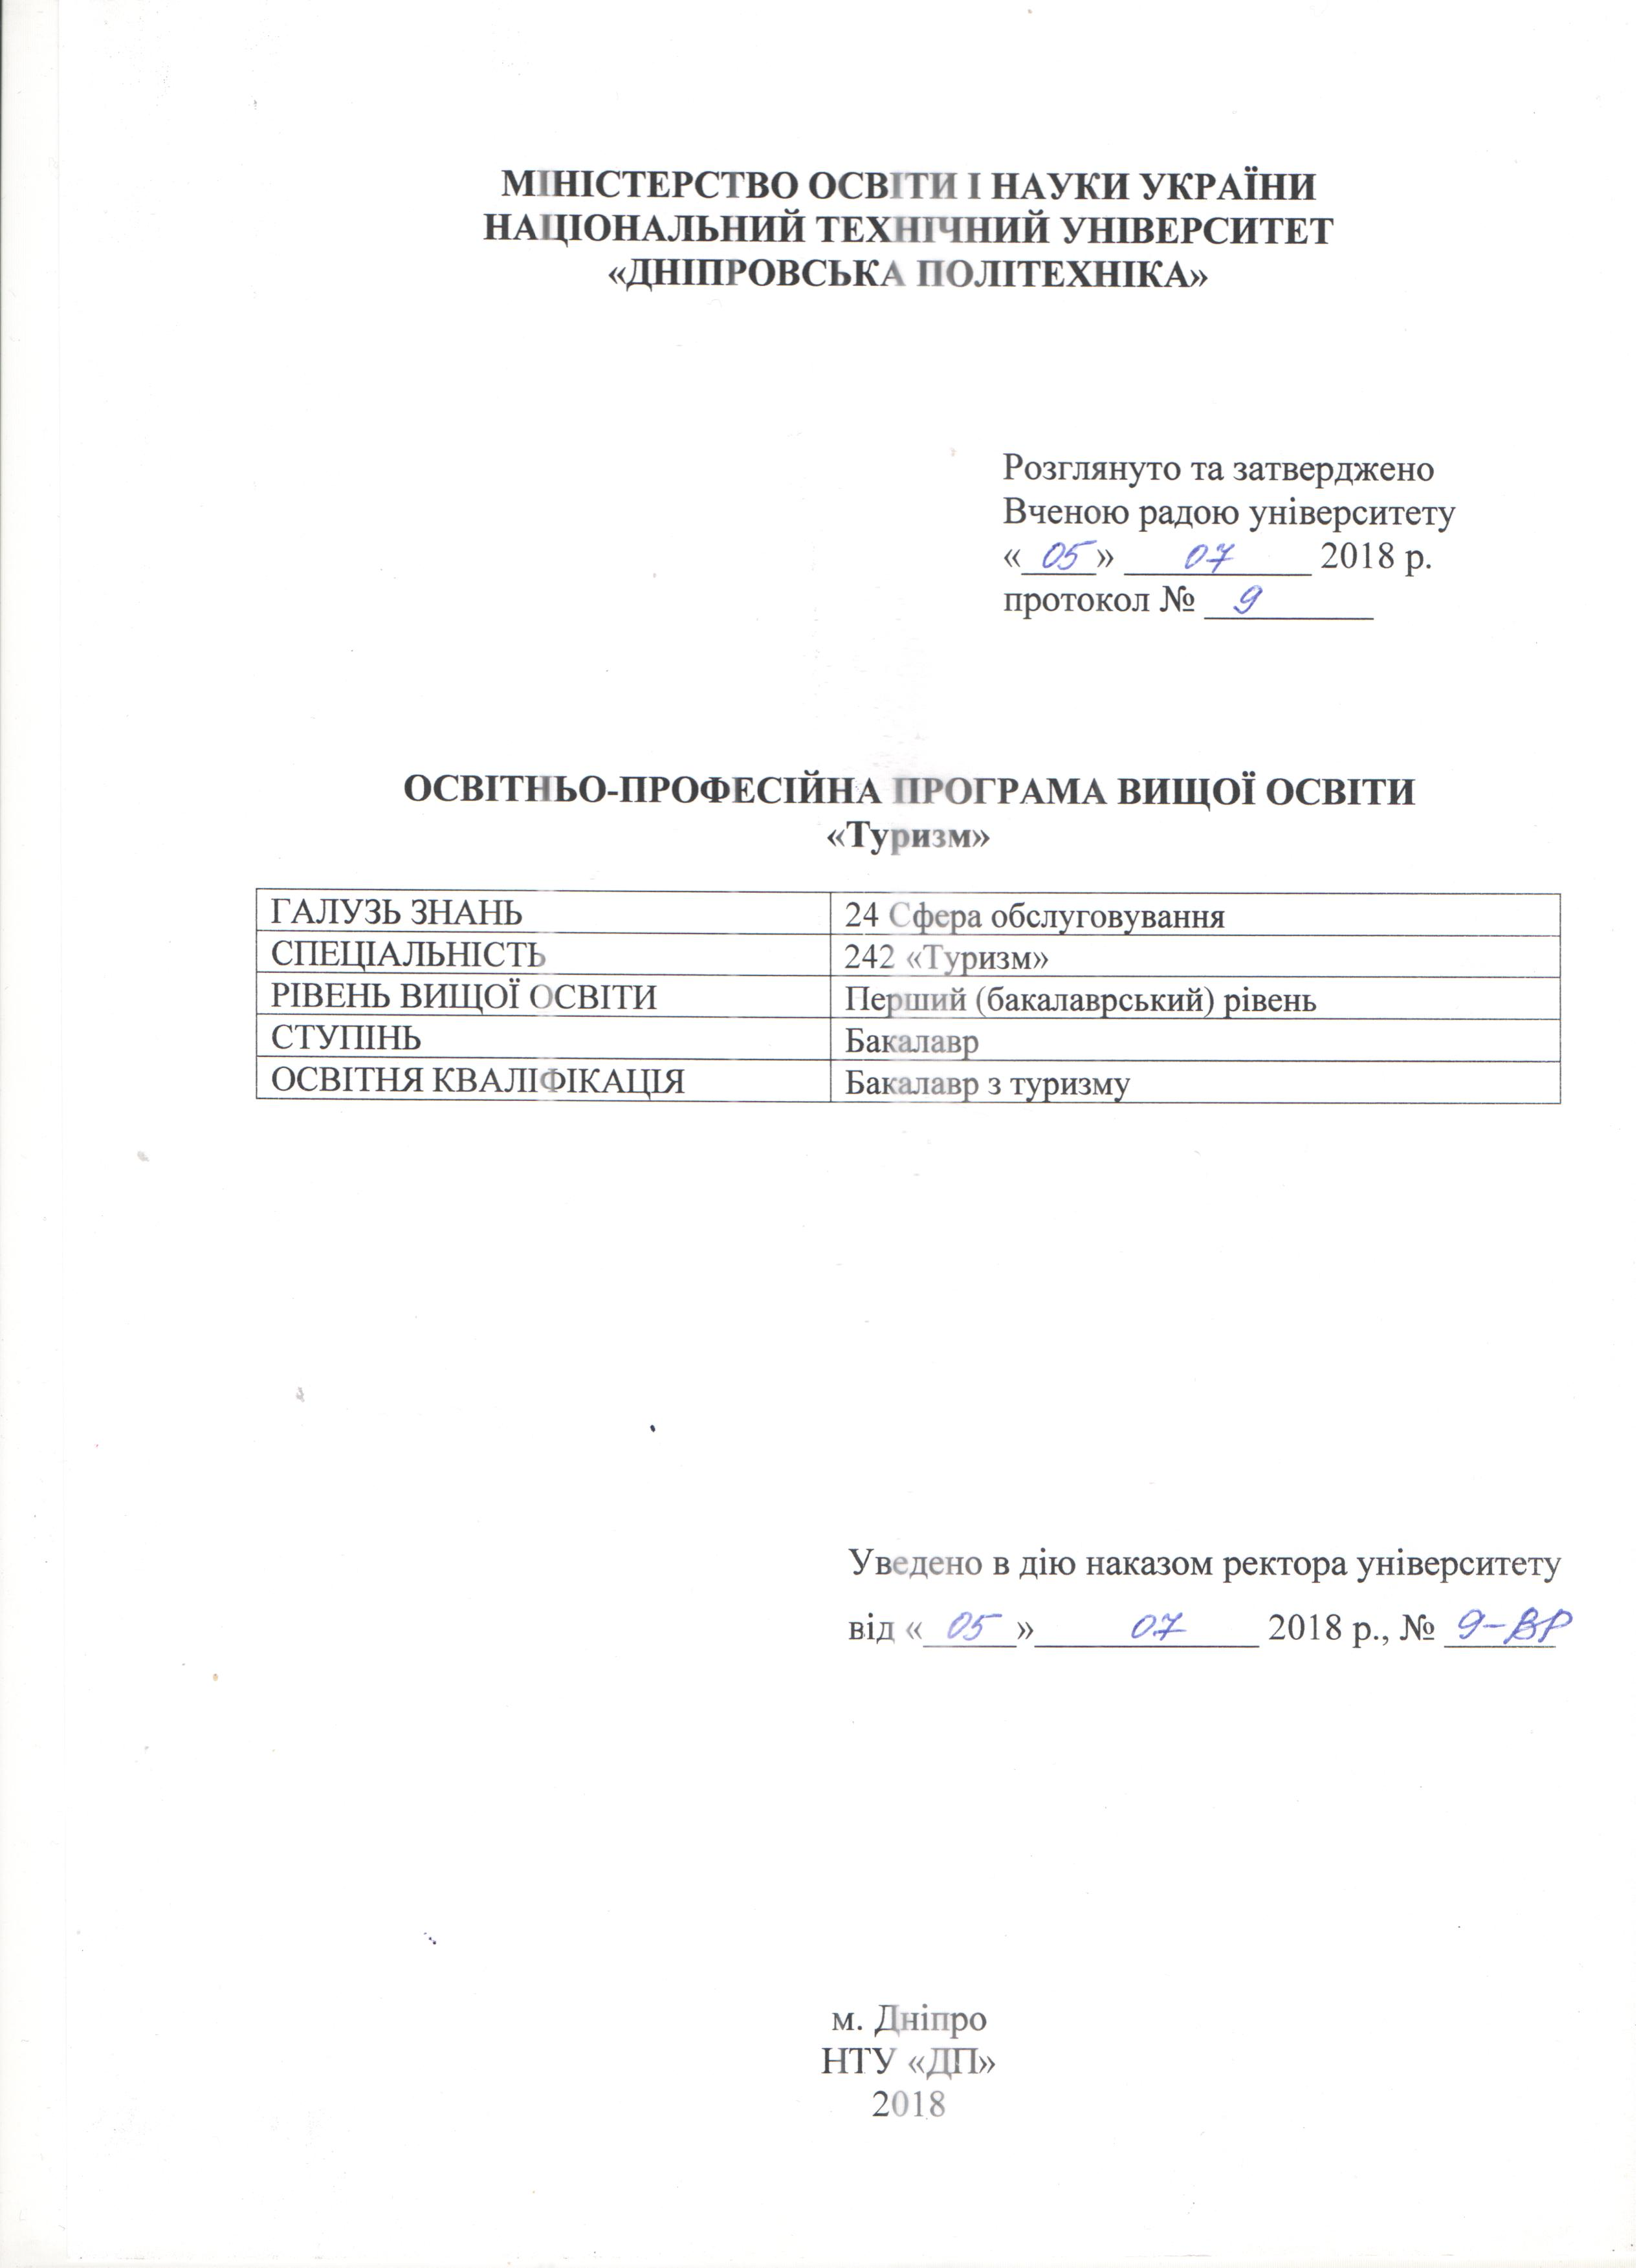 МІНІСТЕРСТВО ОСВІТИ І НАУКИ УКРАЇНИ
НАЦІОНАЛЬНИЙ ТЕХНІЧНИЙ УНІВЕРСИТЕТ
«ДНІПРОВСЬКА ПОЛІТЕХНІКА»
Розглянуто та затверджено
Вченою радою університету
«05» 07 2018 р.
протокол № 9
ОСВІТНЬО-ПРОФЕСІЙНА ПРОГРАМА ВИЩОЇ ОСВІТИ
«Туризм»
ГАЛУЗЬ ЗНАНЬ 24 Сфера обслуговування
СПЕЦІАЛЬНІСТЬ 242 «Туризм»
РІВЕНЬ ВИЩОЇ ОСВІТИ Перший (бакалаврський) рівень
СТУПІНЬ Бакалавр
ОСВІТНЯ КВАЛІФІКАЦІЯ Бакалавр з туризму
Уведено в дію наказом ректора університету
від «05» 07 2018 р., № 9-ВР
м. Дніпро
НТУ «ДП»
2018